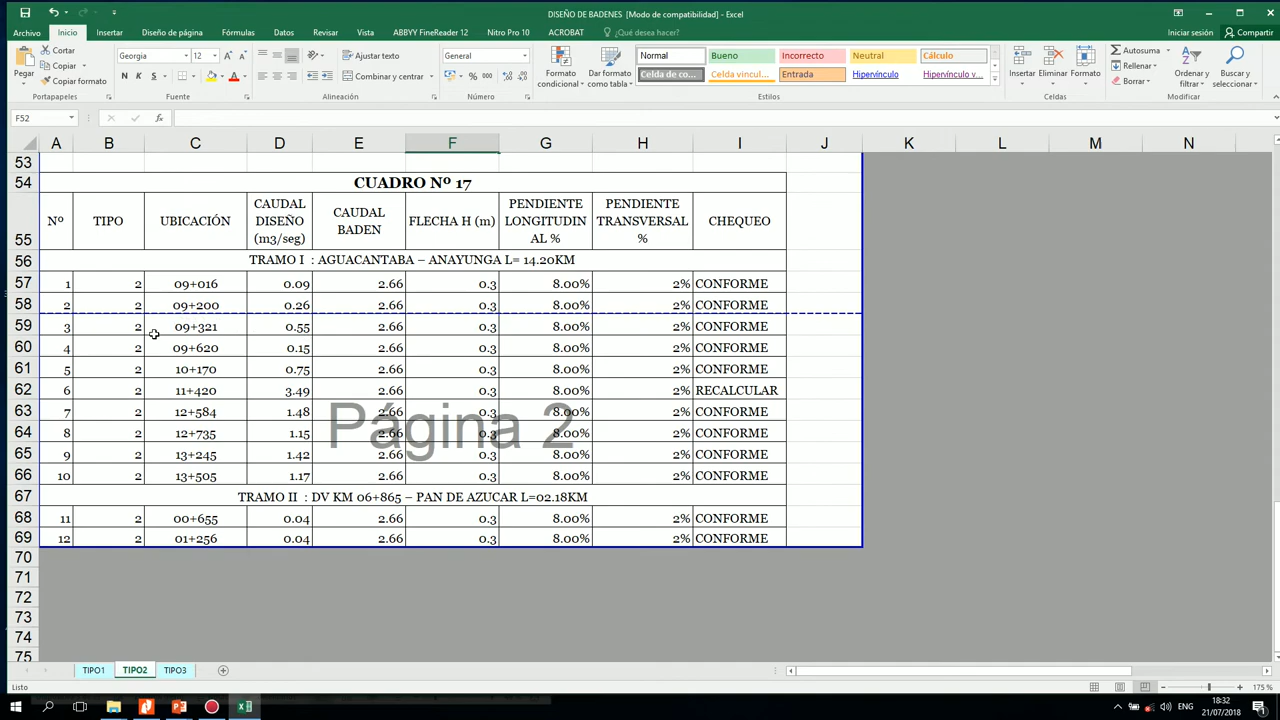 DISEÑO DE BADENES [Modo de compatibilidad] - Excel
Archivo Inicio Insertar Diseño de página Fórmulas Datos Revisar Vista ABBYY FineReader 12 Nitro Pro 10 ACROBAT ¿Qué desea hacer? Iniciar sesión Compartir
Pegar Cortar Copiar Copiar formato
Georgia 12
N K S
Ajustar texto
Combinar y centrar
General
% 000
Formato condicional Dar formato como tabla
Normal Bueno Incorrecto Neutral Cálculo
Celda de co... Celda vincul... Entrada Hipervínculo Hipervínculo v...
Insertar Eliminar Formato
Autosuma
Rellenar
Borrar
Ordenar y filtrar Buscar y seleccionar
Portapapeles Fuente Alineación Número Estilos Celdas Modificar
F52 fx
A B C D E F G H I J K L M N
53
54 CUADRO Nº 17
55 Nº TIPO UBICACIÓN CAUDAL DISEÑO (m3/seg) CAUDAL BADEN FLECHA H (m) PENDIENTE LONGITUDIN AL % PENDIENTE TRANSVERSAL % CHEQUEO
56 TRAMO I : AGUACANTABA – ANAYUNGA L= 14.20KM
57 1 2 09+016 0.09 2.66 0.3 8.00% 2% CONFORME
58 2 2 09+200 0.26 2.66 0.3 8.00% 2% CONFORME
59 3 2 09+321 0.55 2.66 0.3 8.00% 2% CONFORME
60 4 2 09+620 0.15 2.66 0.3 8.00% 2% CONFORME
61 5 2 10+170 0.75 2.66 0.3 8.00% 2% CONFORME
62 6 2 11+420 3.49 2.66 0.3 8.00% 2% RECALCULAR
63 7 2 12+584 1.48 2.66 0.3 8.00% 2% CONFORME
64 8 2 12+735 1.15 2.66 0.3 8.00% 2% CONFORME
65 9 2 13+245 1.42 2.66 0.3 8.00% 2% CONFORME
66 10 2 13+505 1.17 2.66 0.3 8.00% 2% CONFORME
Página 2
67 TRAMO II : DV KM 06+865 – PAN DE AZUCAR L=02.18KM
68 11 2 00+655 0.04 2.66 0.3 8.00% 2% CONFORME
69 12 2 01+256 0.04 2.66 0.3 8.00% 2% CONFORME
70
71
72
73
74
75
TIPO1 TIPO2 TIPO3
Listo 175 %
ENG 18:32
21/07/2018